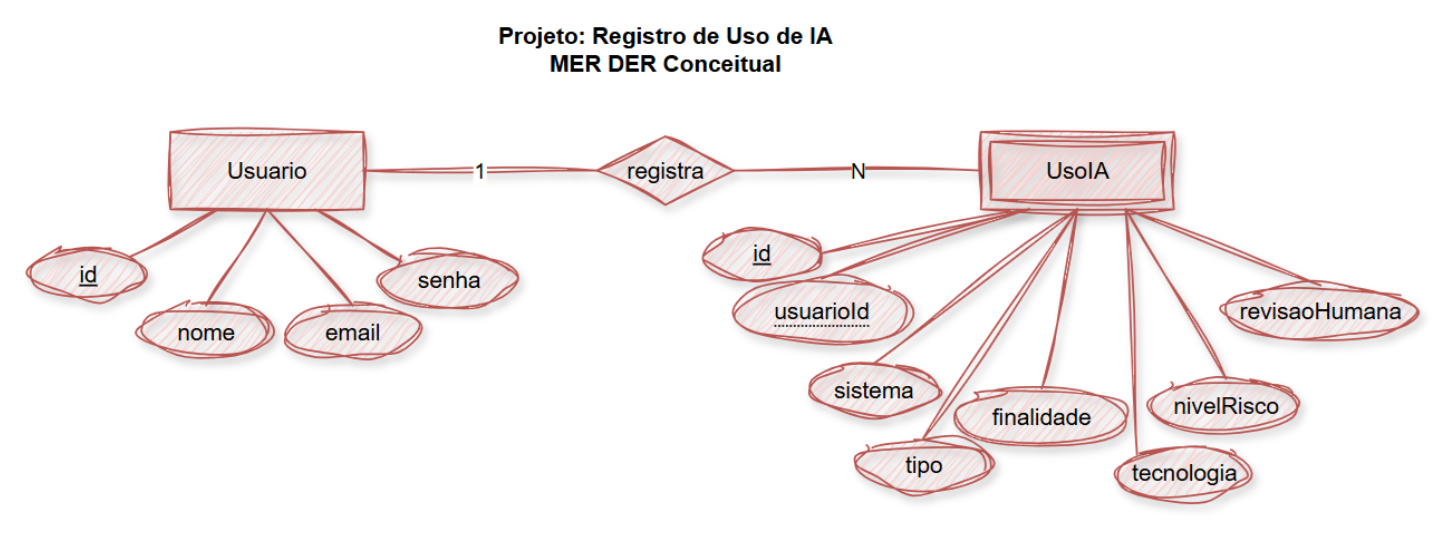 Projeto: Registro de Uso de IA
MER DER Conceitual
Usuario
1
registra
N
UsoIA
id
nome
email
senha
id
usuarioId
sistema
tipo
finalidade
tecnologia
nivelRisco
revisaoHumana